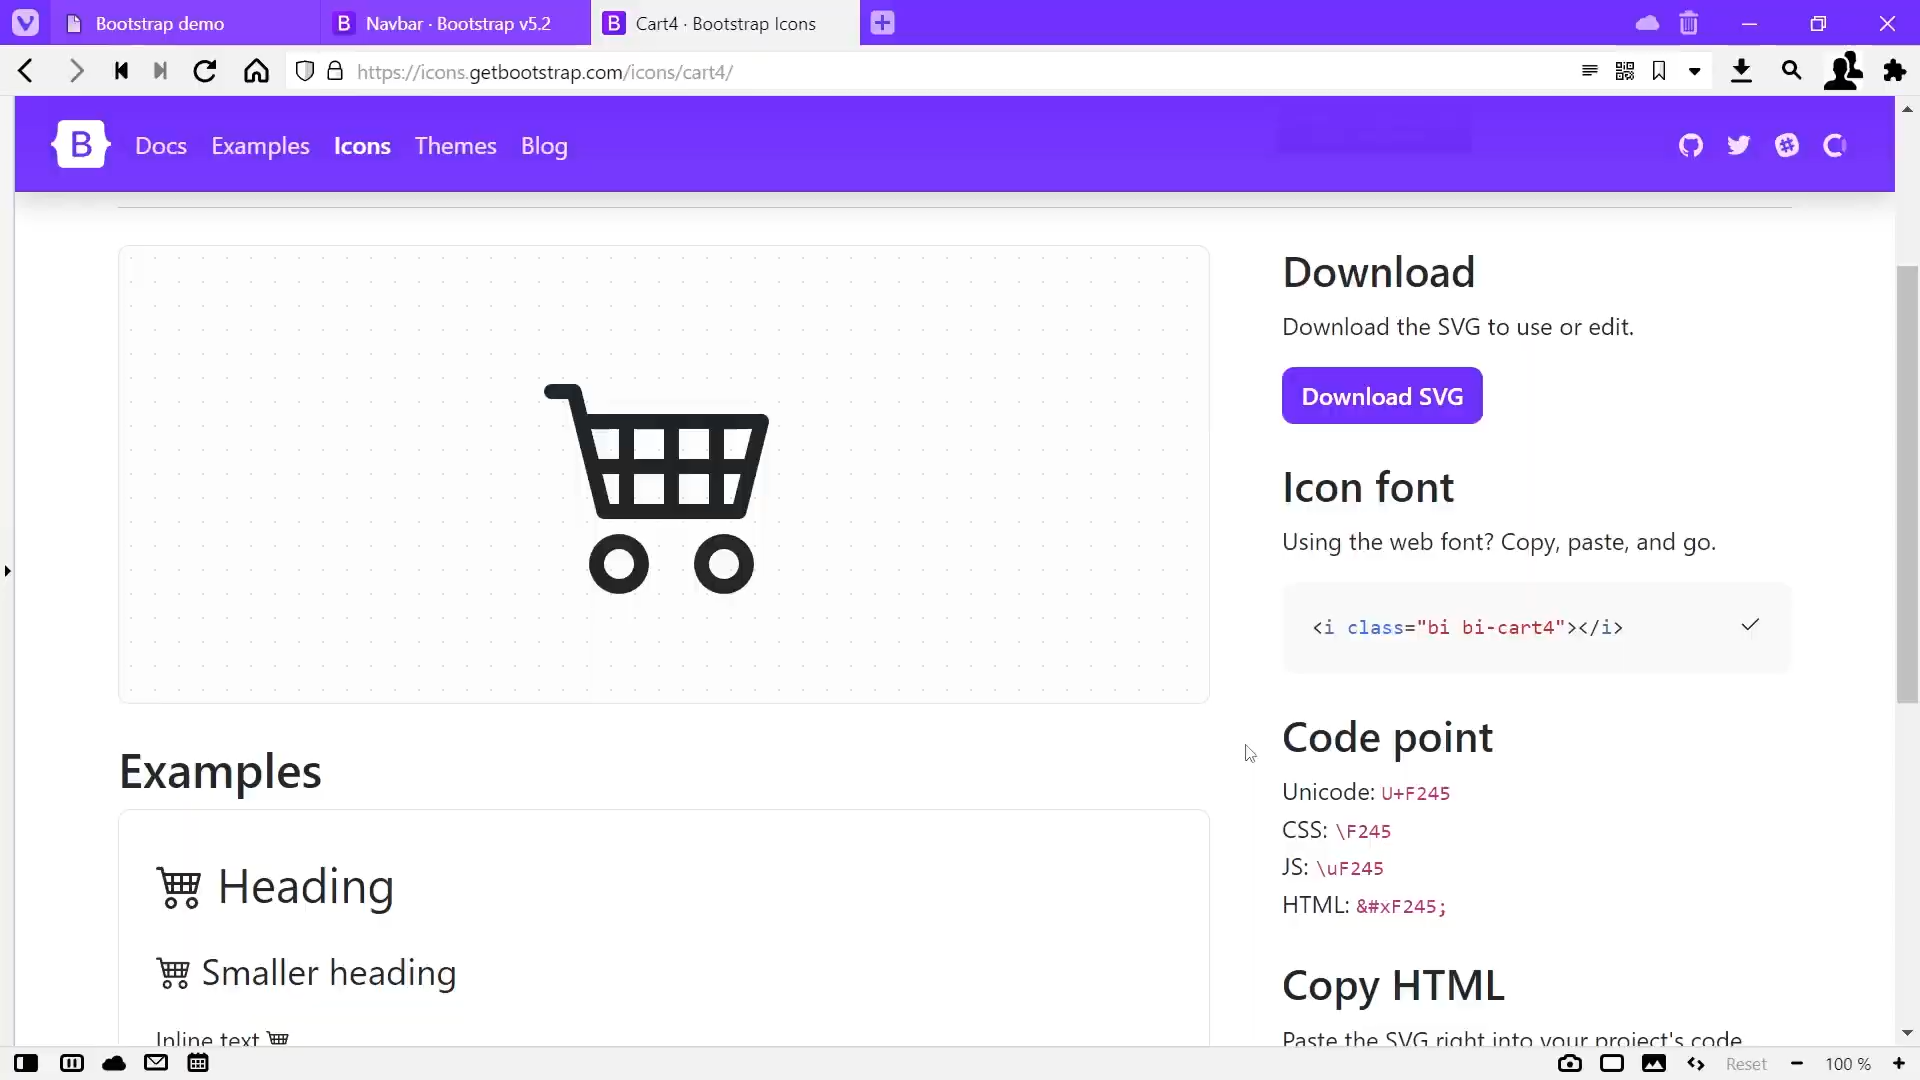 Bootstrap demo
B Navbar · Bootstrap v5.2
B Cart4 · Bootstrap Icons
https://icons.getbootstrap.com/icons/cart4/
B Docs Examples Icons Themes Blog
Download
Download the SVG to use or edit.
Download SVG
Icon font
Using the web font? Copy, paste, and go.
<i class="bi bi-cart4"></i>
Code point
Unicode: U+F245
CSS: \F245
JS: \uF245
HTML: &#xF245;
Copy HTML
Paste the SVG right into your project's code
Examples
Heading
Smaller heading
Inline text
Reset
100 %